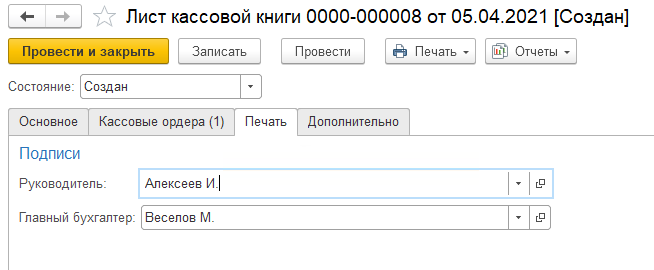 Лист кассовой книги 0000-000008 от 05.04.2021 [Создан]
Провести и закрыть Записать Провести Печать Отчеты
Состояние: Создан
Основное Кассовые ордера (1) Печать Дополнительно
Подписи
Руководитель: Алексеев И.
Главный бухгалтер: Веселов М.